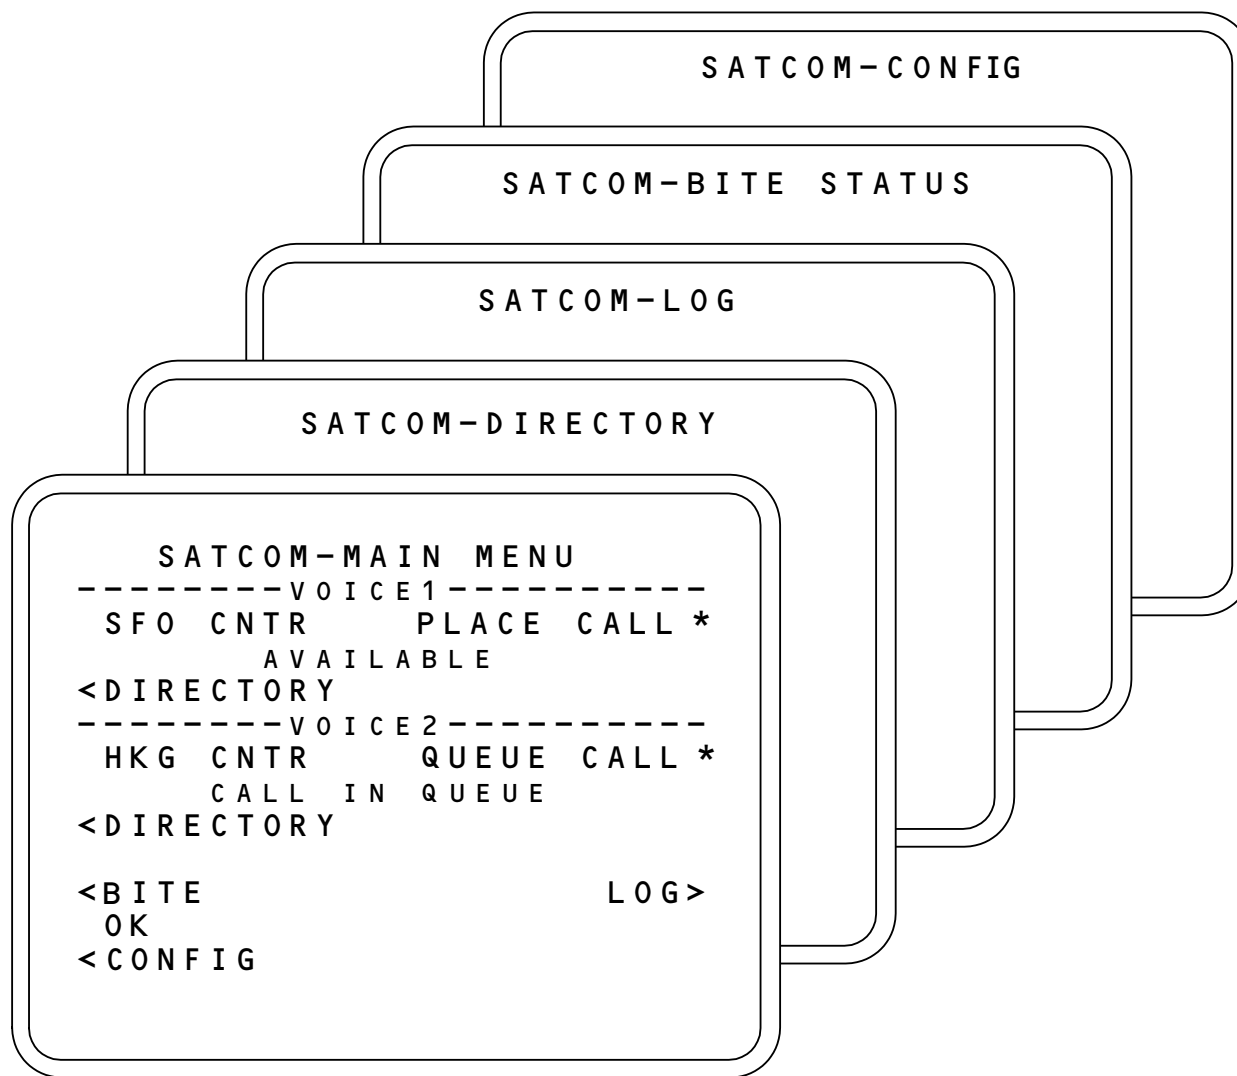 SATCOM-CONFIG
SATCOM-BITE STATUS
SATCOM-LOG
SATCOM-DIRECTORY
SATCOM-MAIN MENU
--------VOICE1----------
SFO CNTR PLACE CALL*
AVAILABLE
<DIRECTORY
--------VOICE2----------
HKG CNTR QUEUE CALL*
CALL IN QUEUE
<DIRECTORY
<BITE LOG>
OK
<CONFIG